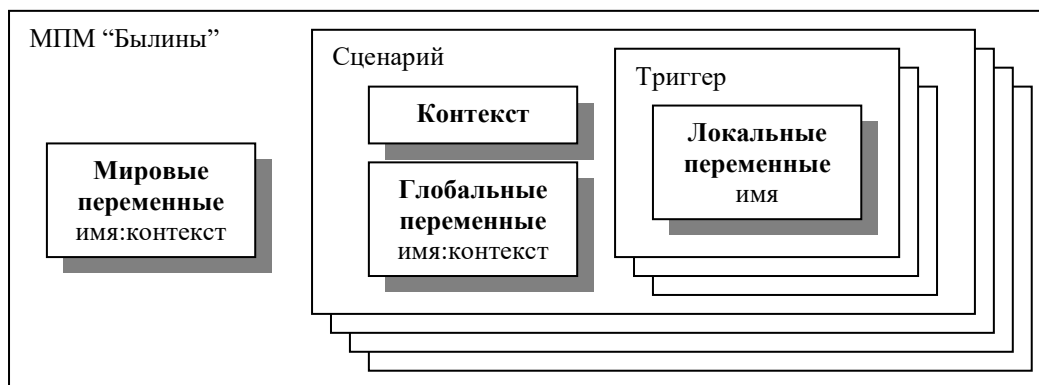 МПМ “Былины”
Сценарий
Триггер
Контекст
Локальные
переменные
имя
Мировые
переменные
имя:контекст
Глобальные
переменные
имя:контекст